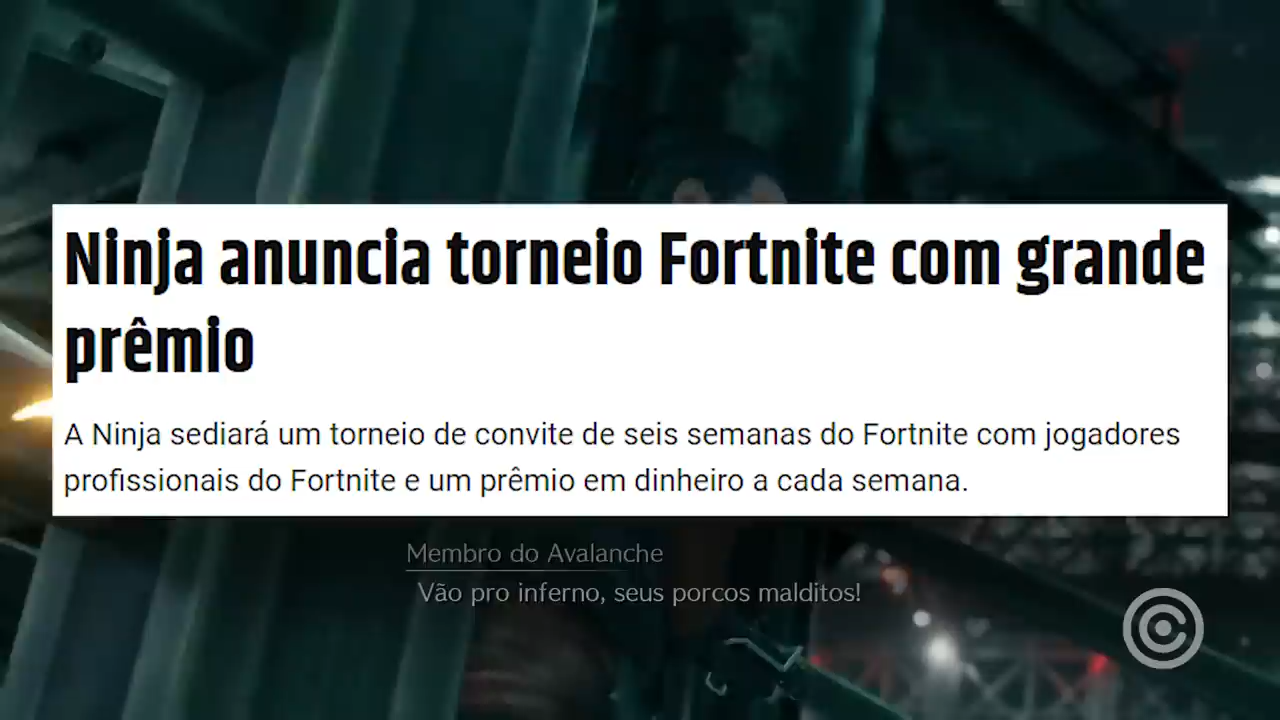 Ninja anuncia torneio Fortnite com grande
prêmio
A Ninja sediará um torneio de convite de seis semanas do Fortnite com jogadores
profissionais do Fortnite e um prêmio em dinheiro a cada semana.
Membro do Avalanche
Vão pro inferno, seus porcos malditos!